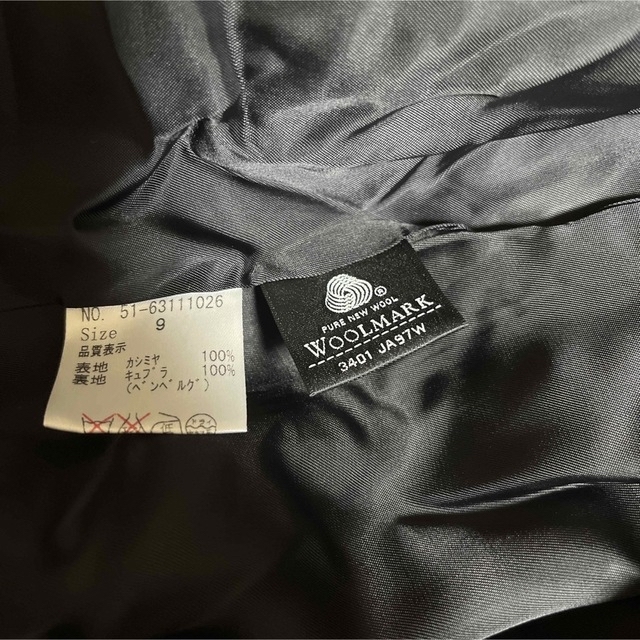 NO. 51-63111026
Size 9
品質表示
表地 カシミヤ 100%
裏地 キュプラ 100%
(ベンベルグ)
低
PURE NEW WOOL
WOOLMARK
3401 JA97W